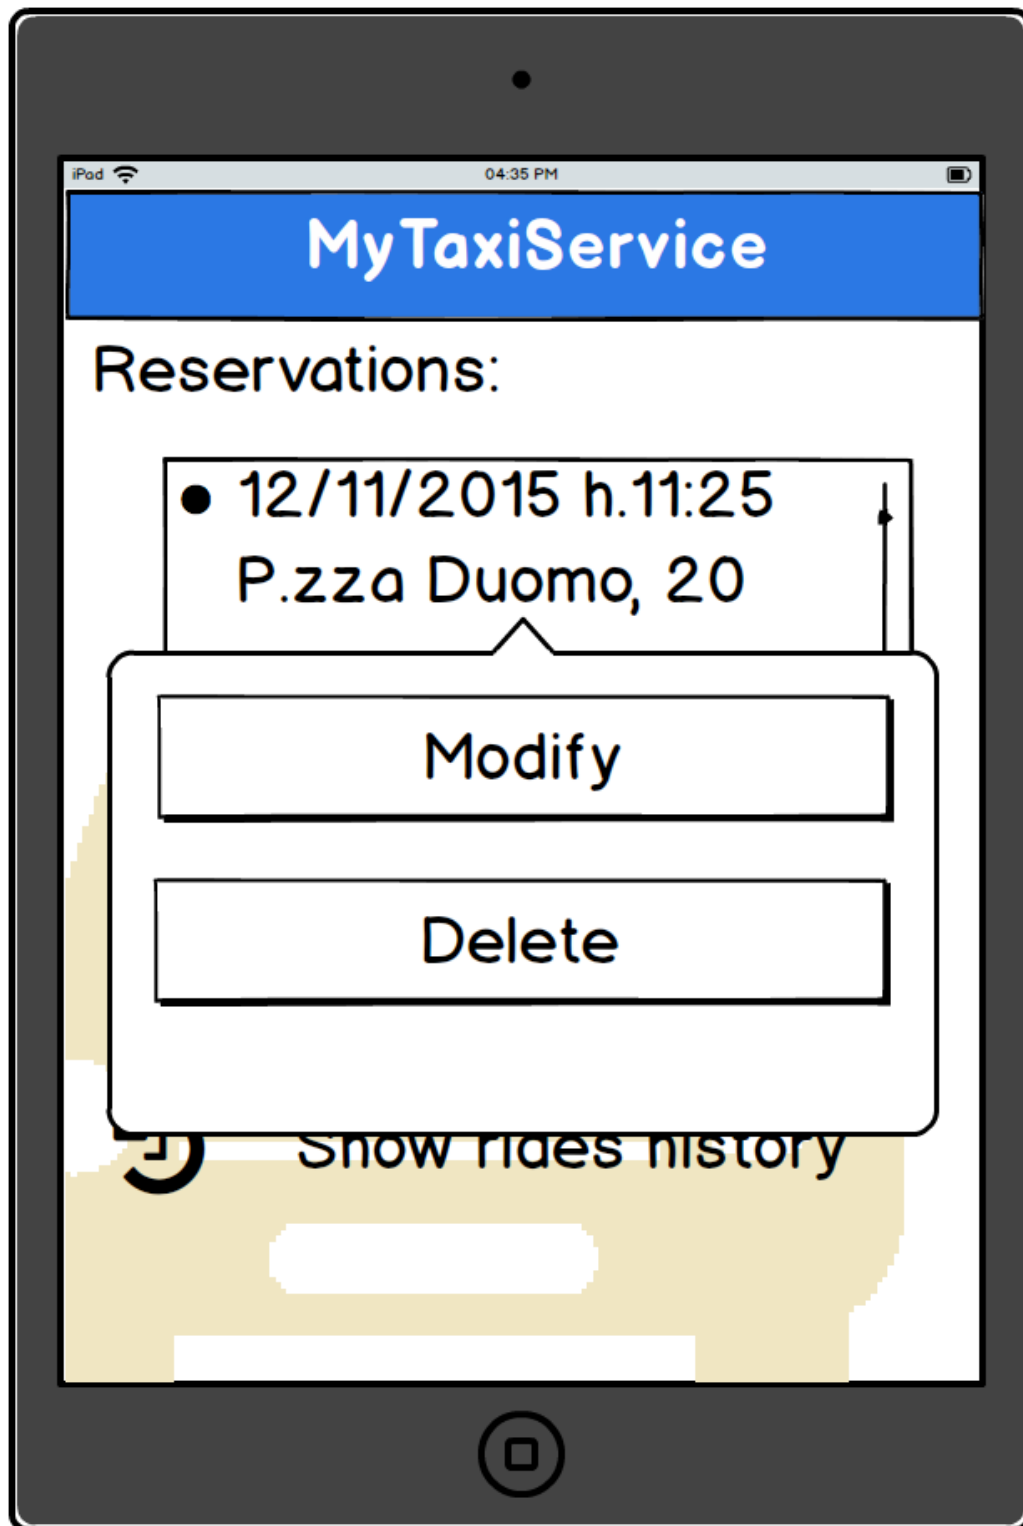 iPad
04:35 PM
MyTaxiService
Reservations:
12/11/2015 h.11:25
P.zza Duomo, 20
Modify
Delete
Show rides history